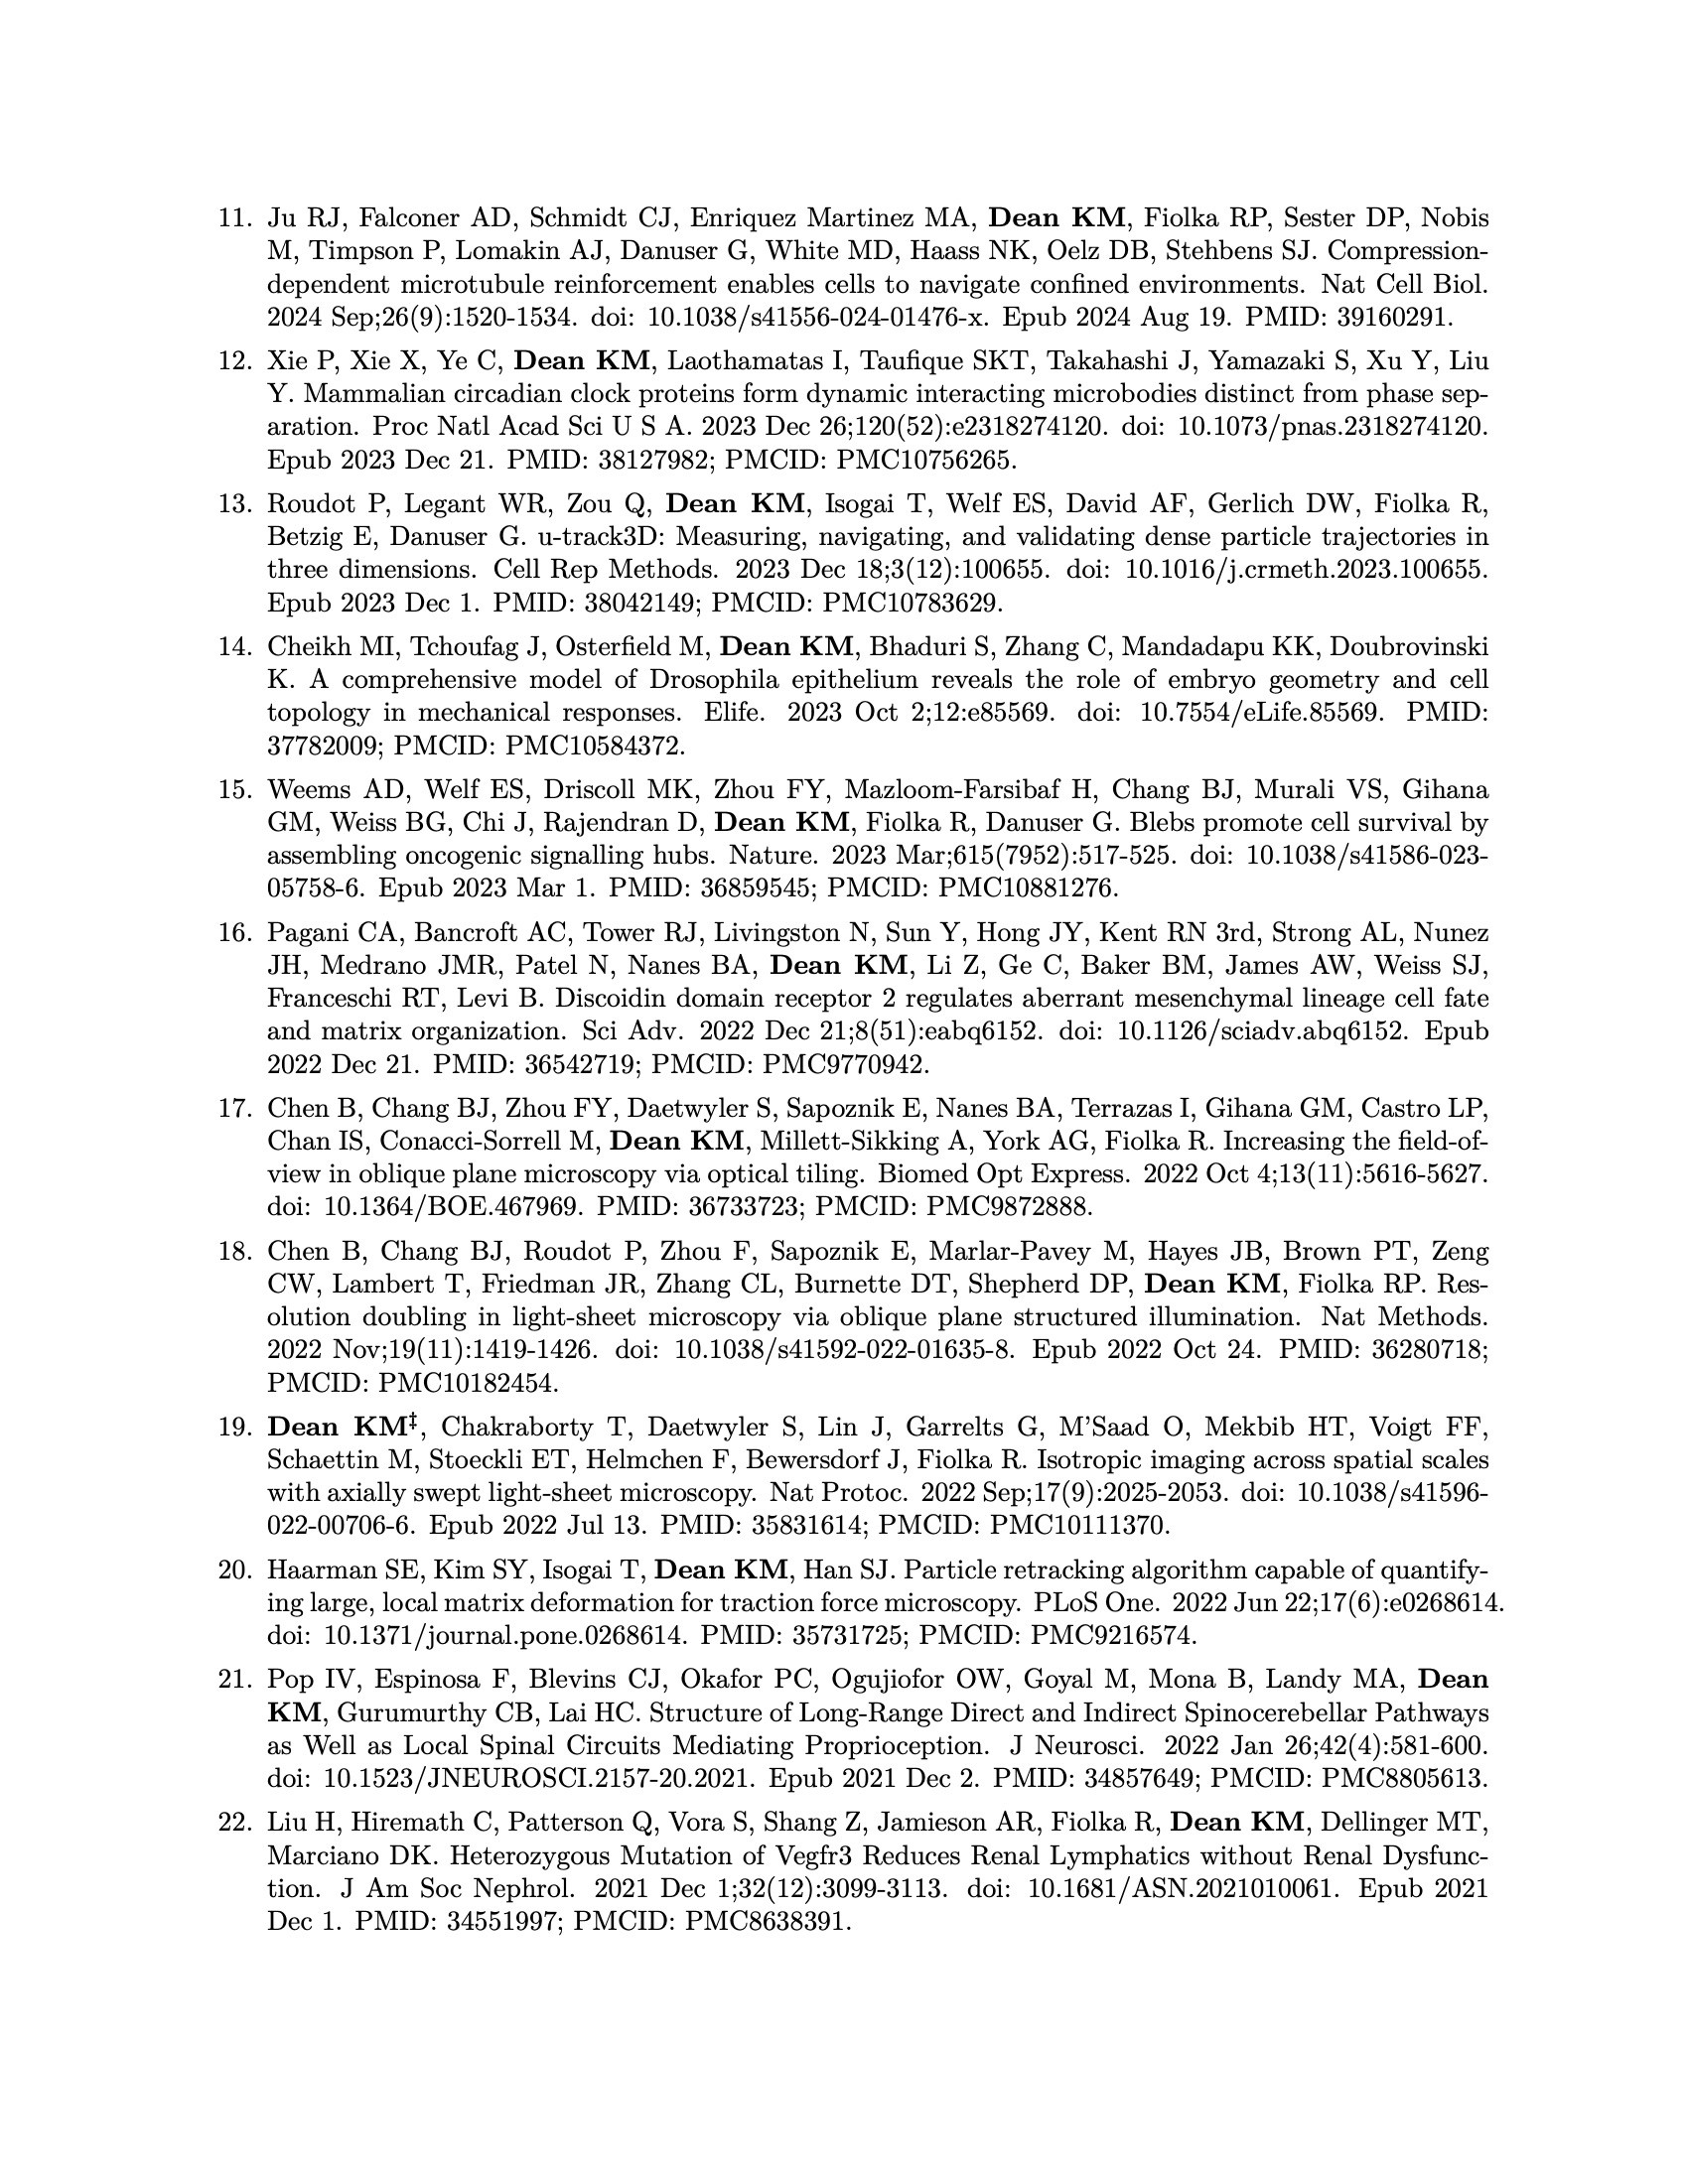 11. Ju RJ, Falconer AD, Schmidt CJ, Enriquez Martinez MA, Dean KM, Fiolka RP, Sester DP, Nobis
M, Timpson P, Lomakin AJ, Danuser G, White MD, Haass NK, Oelz DB, Stehbens SJ. Compression-
dependent microtubule reinforcement enables cells to navigate confined environments. Nat Cell Biol.
2024 Sep;26(9):1520-1534. doi: 10.1038/s41556-024-01476-x. Epub 2024 Aug 19. PMID: 39160291.
12. Xie P, Xie X, Ye C, Dean KM, Laothamatas I, Taufique SKT, Takahashi J, Yamazaki S, Xu Y, Liu
Y. Mammalian circadian clock proteins form dynamic interacting microbodies distinct from phase sep-
aration. Proc Natl Acad Sci U S A. 2023 Dec 26;120(52):e2318274120. doi: 10.1073/pnas.2318274120.
Epub 2023 Dec 21. PMID: 38127982; PMCID: PMC10756265.
13. Roudot P, Legant WR, Zou Q, Dean KM, Isogai T, Welf ES, David AF, Gerlich DW, Fiolka R,
Betzig E, Danuser G. u-track3D: Measuring, navigating, and validating dense particle trajectories in
three dimensions. Cell Rep Methods. 2023 Dec 18;3(12):100655. doi: 10.1016/j.crmeth.2023.100655.
Epub 2023 Dec 1. PMID: 38042149; PMCID: PMC10783629.
14. Cheikh MI, Tchoufag J, Osterfield M, Dean KM, Bhaduri S, Zhang C, Mandadapu KK, Doubrovinski
K. A comprehensive model of Drosophila epithelium reveals the role of embryo geometry and cell
topology in mechanical responses. Elife. 2023 Oct 2;12:e85569. doi: 10.7554/eLife.85569. PMID:
37782009; PMCID: PMC10584372.
15. Weems AD, Welf ES, Driscoll MK, Zhou FY, Mazloom-Farsibaf H, Chang BJ, Murali VS, Gihana
GM, Weiss BG, Chi J, Rajendran D, Dean KM, Fiolka R, Danuser G. Blebs promote cell survival by
assembling oncogenic signalling hubs. Nature. 2023 Mar;615(7952):517-525. doi: 10.1038/s41586-023-
05758-6. Epub 2023 Mar 1. PMID: 36859545; PMCID: PMC10881276.
16. Pagani CA, Bancroft AC, Tower RJ, Livingston N, Sun Y, Hong JY, Kent RN 3rd, Strong AL, Nunez
JH, Medrano JMR, Patel N, Nanes BA, Dean KM, Li Z, Ge C, Baker BM, James AW, Weiss SJ,
Franceschi RT, Levi B. Discoidin domain receptor 2 regulates aberrant mesenchymal lineage cell fate
and matrix organization. Sci Adv. 2022 Dec 21;8(51):eabq6152. doi: 10.1126/sciadv.abq6152. Epub
2022 Dec 21. PMID: 36542719; PMCID: PMC9770942.
17. Chen B, Chang BJ, Zhou FY, Daetwyler S, Sapoznik E, Nanes BA, Terrazas I, Gihana GM, Castro LP,
Chan IS, Conacci-Sorrell M, Dean KM, Millett-Sikking A, York AG, Fiolka R. Increasing the field-of-
view in oblique plane microscopy via optical tiling. Biomed Opt Express. 2022 Oct 4;13(11):5616-5627.
doi: 10.1364/BOE.467969. PMID: 36733723; PMCID: PMC9872888.
18. Chen B, Chang BJ, Roudot P, Zhou F, Sapoznik E, Marlar-Pavey M, Hayes JB, Brown PT, Zeng
CW, Lambert T, Friedman JR, Zhang CL, Burnette DT, Shepherd DP, Dean KM, Fiolka RP. Res-
olution doubling in light-sheet microscopy via oblique plane structured illumination. Nat Methods.
2022 Nov;19(11):1419-1426. doi: 10.1038/s41592-022-01635-8. Epub 2022 Oct 24. PMID: 36280718;
PMCID: PMC10182454.
19. Dean KM‡, Chakraborty T, Daetwyler S, Lin J, Garrelts G, M'Saad O, Mekbib HT, Voigt FF,
Schaettin M, Stoeckli ET, Helmchen F, Bewersdorf J, Fiolka R. Isotropic imaging across spatial scales
with axially swept light-sheet microscopy. Nat Protoc. 2022 Sep;17(9):2025-2053. doi: 10.1038/s41596-
022-00706-6. Epub 2022 Jul 13. PMID: 35831614; PMCID: PMC10111370.
20. Haarman SE, Kim SY, Isogai T, Dean KM, Han SJ. Particle retracking algorithm capable of quantify-
ing large, local matrix deformation for traction force microscopy. PLoS One. 2022 Jun 22;17(6):e0268614.
doi: 10.1371/journal.pone.0268614. PMID: 35731725; PMCID: PMC9216574.
21. Pop IV, Espinosa F, Blevins CJ, Okafor PC, Ogujiofor OW, Goyal M, Mona B, Landy MA, Dean
KM, Gurumurthy CB, Lai HC. Structure of Long-Range Direct and Indirect Spinocerebellar Pathways
as Well as Local Spinal Circuits Mediating Proprioception. J Neurosci. 2022 Jan 26;42(4):581-600.
doi: 10.1523/JNEUROSCI.2157-20.2021. Epub 2021 Dec 2. PMID: 34857649; PMCID: PMC8805613.
22. Liu H, Hiremath C, Patterson Q, Vora S, Shang Z, Jamieson AR, Fiolka R, Dean KM, Dellinger MT,
Marciano DK. Heterozygous Mutation of Vegfr3 Reduces Renal Lymphatics without Renal Dysfunc-
tion. J Am Soc Nephrol. 2021 Dec 1;32(12):3099-3113. doi: 10.1681/ASN.2021010061. Epub 2021
Dec 1. PMID: 34551997; PMCID: PMC8638391.